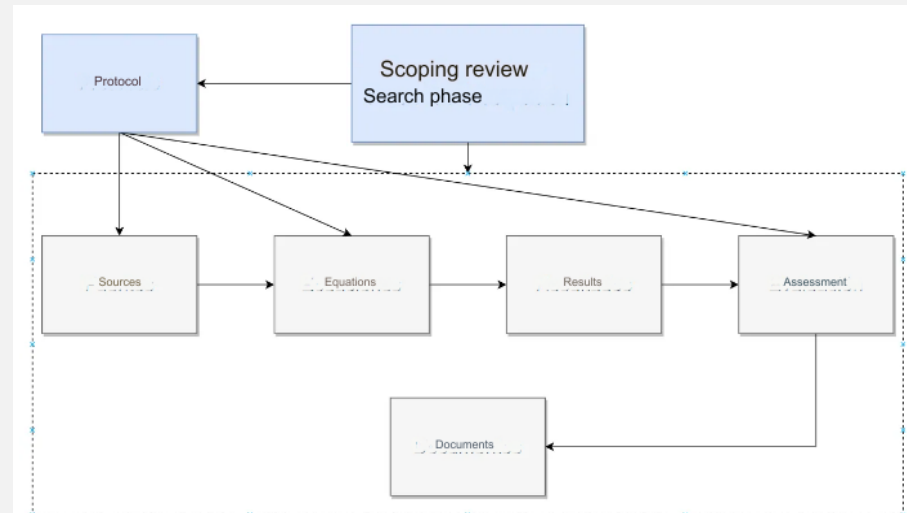 Protocol
Scoping review
Search phase
Sources
Equations
Results
Assessment
Documents